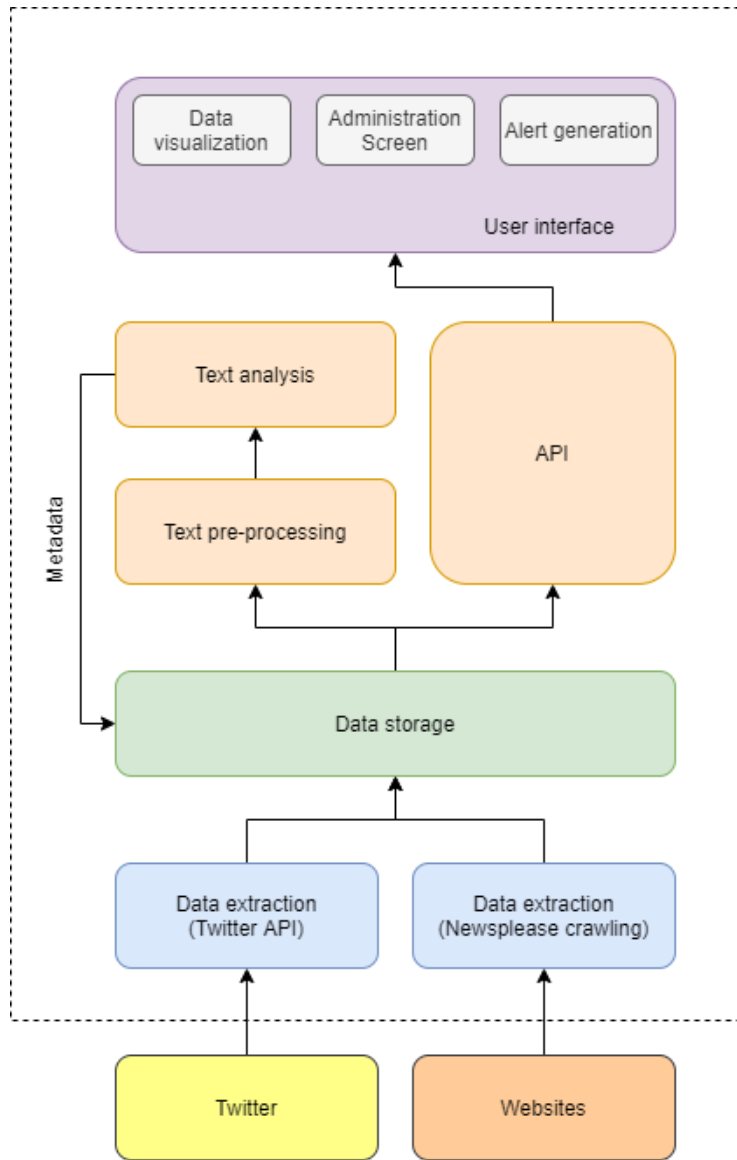 Data
visualization
Administration
Screen
Alert generation
User interface
Text analysis
API
Metadata
Text pre-processing
Data storage
Data extraction
(Twitter API)
Data extraction
(Newsplease crawling)
Twitter
Websites